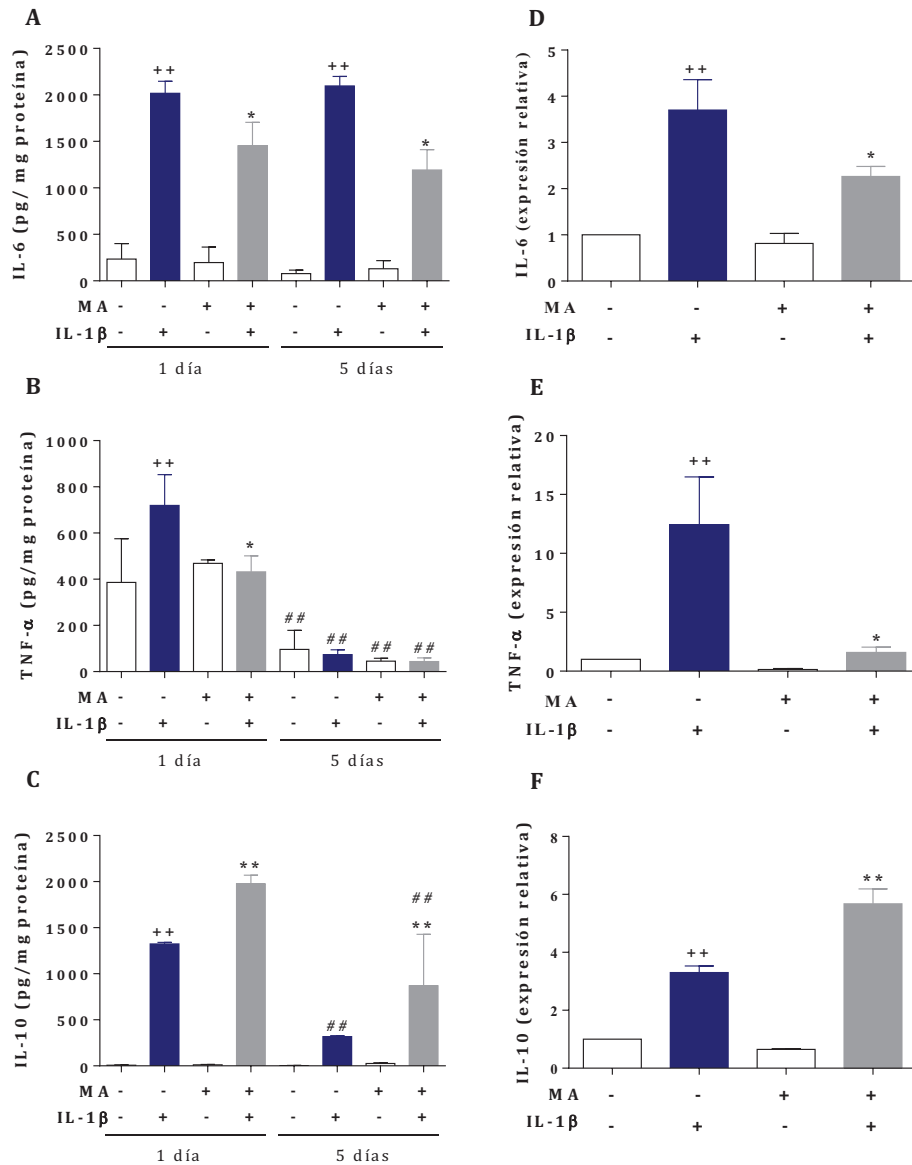 A
IL-6 (pg/ mg proteína)
2500
2000
1500
1000
500
0
++
*
++
*
MA - - + + - - + +
IL-1β - + - + - + - +
1 día 5 días
B
TNF-α (pg/mg proteína)
1000
800
600
400
200
0
++
*
##
##
##
##
MA - - + + - - + +
IL-1β - + - + - + - +
1 día 5 días
C
IL-10 (pg/mg proteína)
2500
2000
1500
1000
500
0
++
**
##
##
**
MA - - + + - - + +
IL-1β - + - + - + - +
1 día 5 días
D
IL-6 (expresión relativa)
5
4
3
2
1
0
++
*
MA - - + +
IL-1β - + - +
E
TNF-α (expresión relativa)
20
15
10
5
0
++
*
MA - - + +
IL-1β - + - +
F
IL-10 (expresión relativa)
8
6
4
2
0
++
**
MA - - + +
IL-1β - + - +